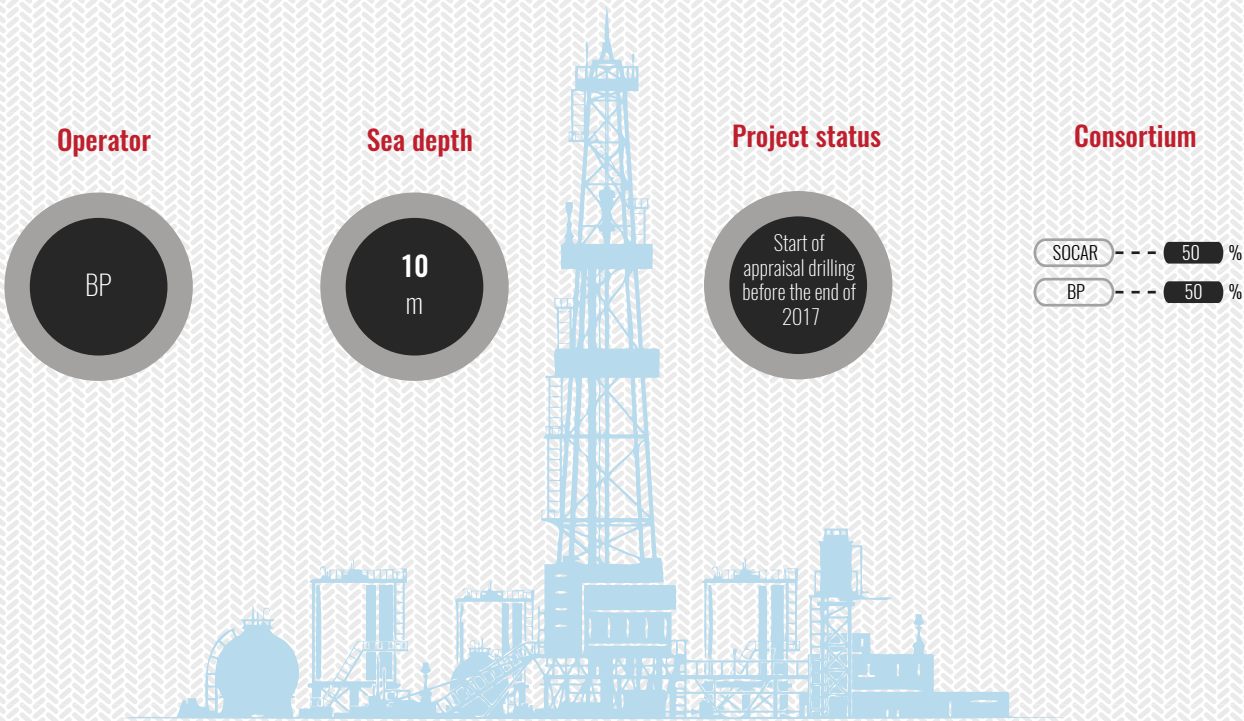 Operator
BP
Sea depth
10
m
Project status
Start of
appraisal drilling
before the end of
2017
Consortium
SOCAR 50 %
BP 50 %